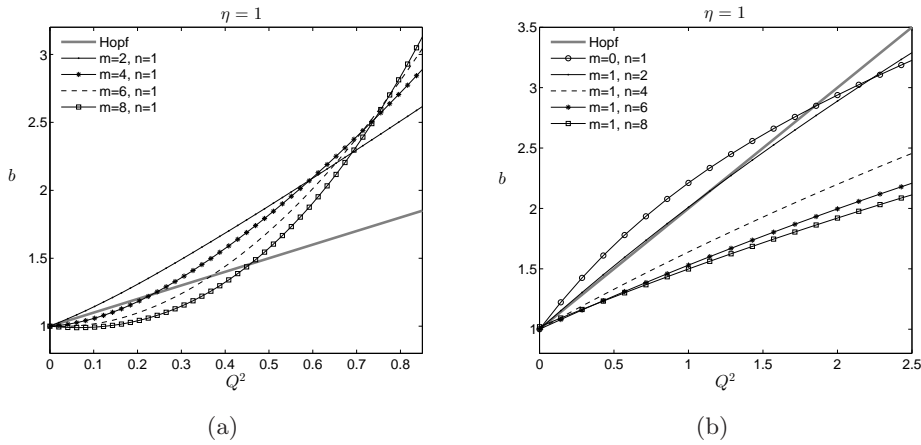 η = 1
Hopf
m=2, n=1
m=4, n=1
m=6, n=1
m=8, n=1
3
2.5
2
1.5
1
b
0 0.1 0.2 0.3 0.4 0.5 0.6 0.7 0.8
Q²
(a)
η = 1
Hopf
m=0, n=1
m=1, n=2
m=1, n=4
m=1, n=6
m=1, n=8
3.5
3
2.5
2
1.5
1
b
0 0.5 1 1.5 2 2.5
Q²
(b)